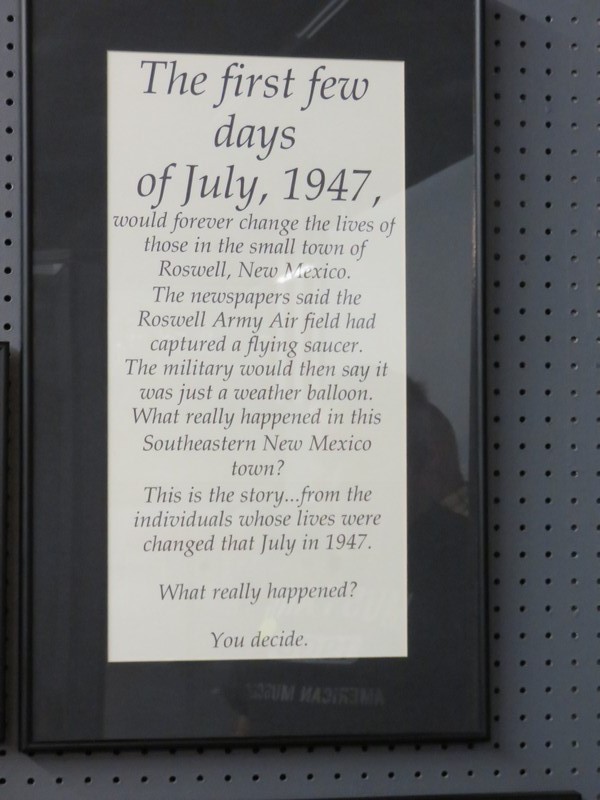 The first few
days
of July, 1947,
would forever change the lives of
those in the small town of
Roswell, New Mexico.
The newspapers said the
Roswell Army Air field had
captured a flying saucer.
The military would then say it
was just a weather balloon.
What really happened in this
Southeastern New Mexico
town?
This is the story...from the
individuals whose lives were
changed that July in 1947.
What really happened?
You decide.
AMERICAN